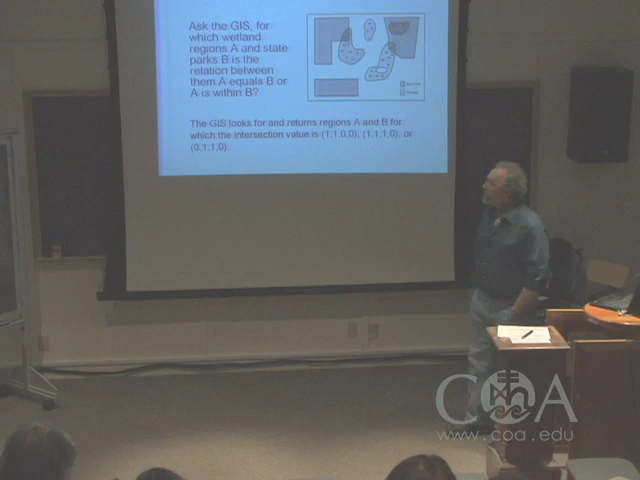 Ask the GIS, for
which wetland
regions A and state
parks B is the
relation between
them A equals B or
A is within B?
The GIS looks for and returns regions A and B for
which the intersection value is (1,1,0,0), (1,1,1,0), or
(0,1,1,0).
COA
www.coa.edu